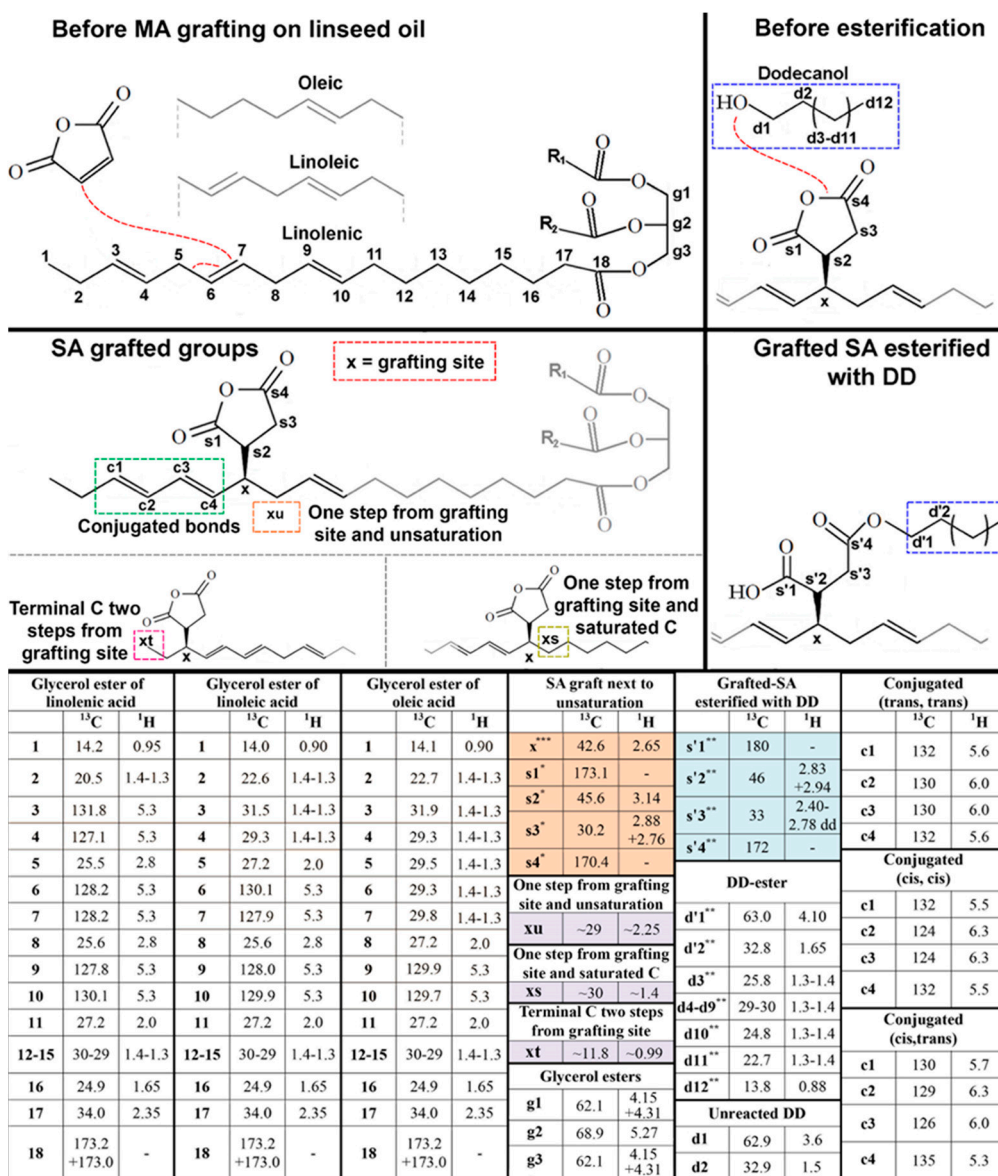 Before MA grafting on linseed oil
Before esterification
Oleic
Linoleic
Linolenic
O
O
O
R1
O
O
R2
O
O
g1
g2
g3
O
O
1
2
3
4
5
6
7
8
9
10
11
12
13
14
15
16
17
18
Dodecanol
HO
d1
d2
d3-d11
d12
O
O
O
s1
s2
s3
s4
x
SA grafted groups
x = grafting site
O
O
O
s1
s2
s3
s4
R1
O
O
R2
O
O
O
O
c1
c2
c3
c4
x
Conjugated bonds
xu
One step from grafting site and unsaturation
Terminal C two steps from grafting site
xt
O
O
O
x
One step from grafting site and saturated C
xs
O
O
O
x
Grafted SA esterified with DD
O
O
d'1
d'2
s'4
s'3
O
s'1
s'2
HO
x
Glycerol ester of linolenic acid
13C 1H
1 14.2 0.95
2 20.5 1.4-1.3
3 131.8 5.3
4 127.1 5.3
5 25.5 2.8
6 128.2 5.3
7 128.2 5.3
8 25.6 2.8
9 127.8 5.3
10 130.1 5.3
11 27.2 2.0
12-15 30-29 1.4-1.3
16 24.9 1.65
17 34.0 2.35
18 173.2 +173.0 -
Glycerol ester of linoleic acid
13C 1H
1 14.0 0.90
2 22.6 1.4-1.3
3 31.5 1.4-1.3
4 29.3 1.4-1.3
5 27.2 2.0
6 130.1 5.3
7 127.9 5.3
8 25.6 2.8
9 128.0 5.3
10 129.9 5.3
11 27.2 2.0
12-15 30-29 1.4-1.3
16 24.9 1.65
17 34.0 2.35
18 173.2 +173.0 -
Glycerol ester of oleic acid
13C 1H
1 14.1 0.90
2 22.7 1.4-1.3
3 31.9 1.4-1.3
4 29.3 1.4-1.3
5 29.5 1.4-1.3
6 29.3 1.4-1.3
7 29.8 1.4-1.3
8 27.2 2.0
9 129.9 5.3
10 129.7 5.3
11 27.2 2.0
12-15 30-29 1.4-1.3
16 24.9 1.65
17 34.0 2.35
18 173.2 +173.0 -
SA graft next to unsaturation
13C 1H
x*** 42.6 2.65
s1* 173.1 -
s2* 45.6 3.14
s3* 30.2 2.88 +2.76
s4* 170.4 -
One step from grafting site and unsaturation
xu ~29 ~2.25
One step from grafting site and saturated C
xs ~30 ~1.4
Terminal C two steps from grafting site
xt ~11.8 ~0.99
Glycerol esters
g1 62.1 4.15 +4.31
g2 68.9 5.27
g3 62.1 4.15 +4.31
Grafted-SA esterified with DD
13C 1H
s'1** 180 -
s'2** 46 2.83 +2.94
s'3** 33 2.40-2.78 dd
s'4** 172 -
DD-ester
d'1** 63.0 4.10
d'2** 32.8 1.65
d3** 25.8 1.3-1.4
d4-d9** 29-30 1.3-1.4
d10** 24.8 1.3-1.4
d11** 22.7 1.3-1.4
d12** 13.8 0.88
Unreacted DD
d1 62.9 3.6
d2 32.9 1.5
Conjugated (trans, trans)
13C 1H
c1 132 5.6
c2 130 6.0
c3 130 6.0
c4 132 5.6
Conjugated (cis, cis)
c1 132 5.5
c2 124 6.3
c3 124 6.3
c4 132 5.5
Conjugated (cis,trans)
c1 130 5.7
c2 129 6.3
c3 126 6.0
c4 135 5.3